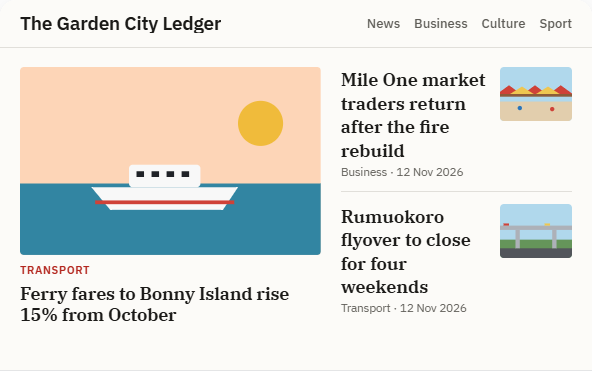 The Garden City Ledger
News Business Culture Sport
TRANSPORT
Ferry fares to Bonny Island rise
15% from October
Mile One market
traders return
after the fire
rebuild
Business · 12 Nov 2026
Rumuokoro
flyover to close
for four
weekends
Transport · 12 Nov 2026